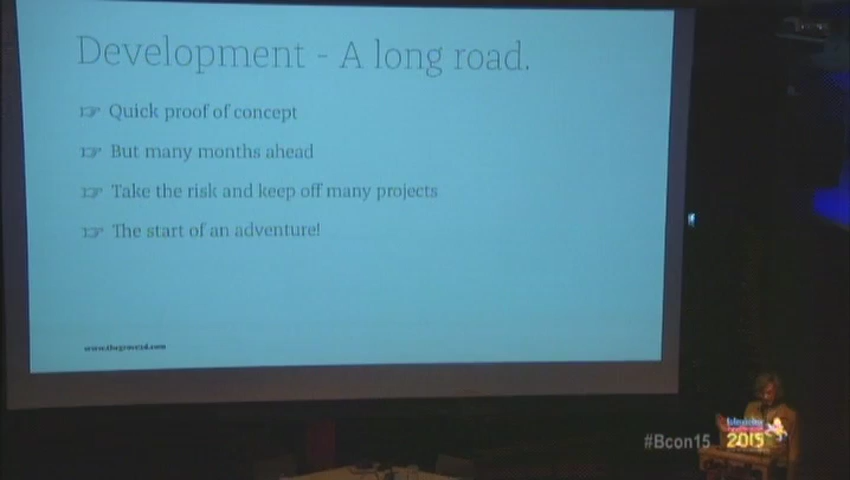 Development - A long road.
Quick proof of concept
But many months ahead
Take the risk and keep off many projects
The start of an adventure!
#Bcon15
2015